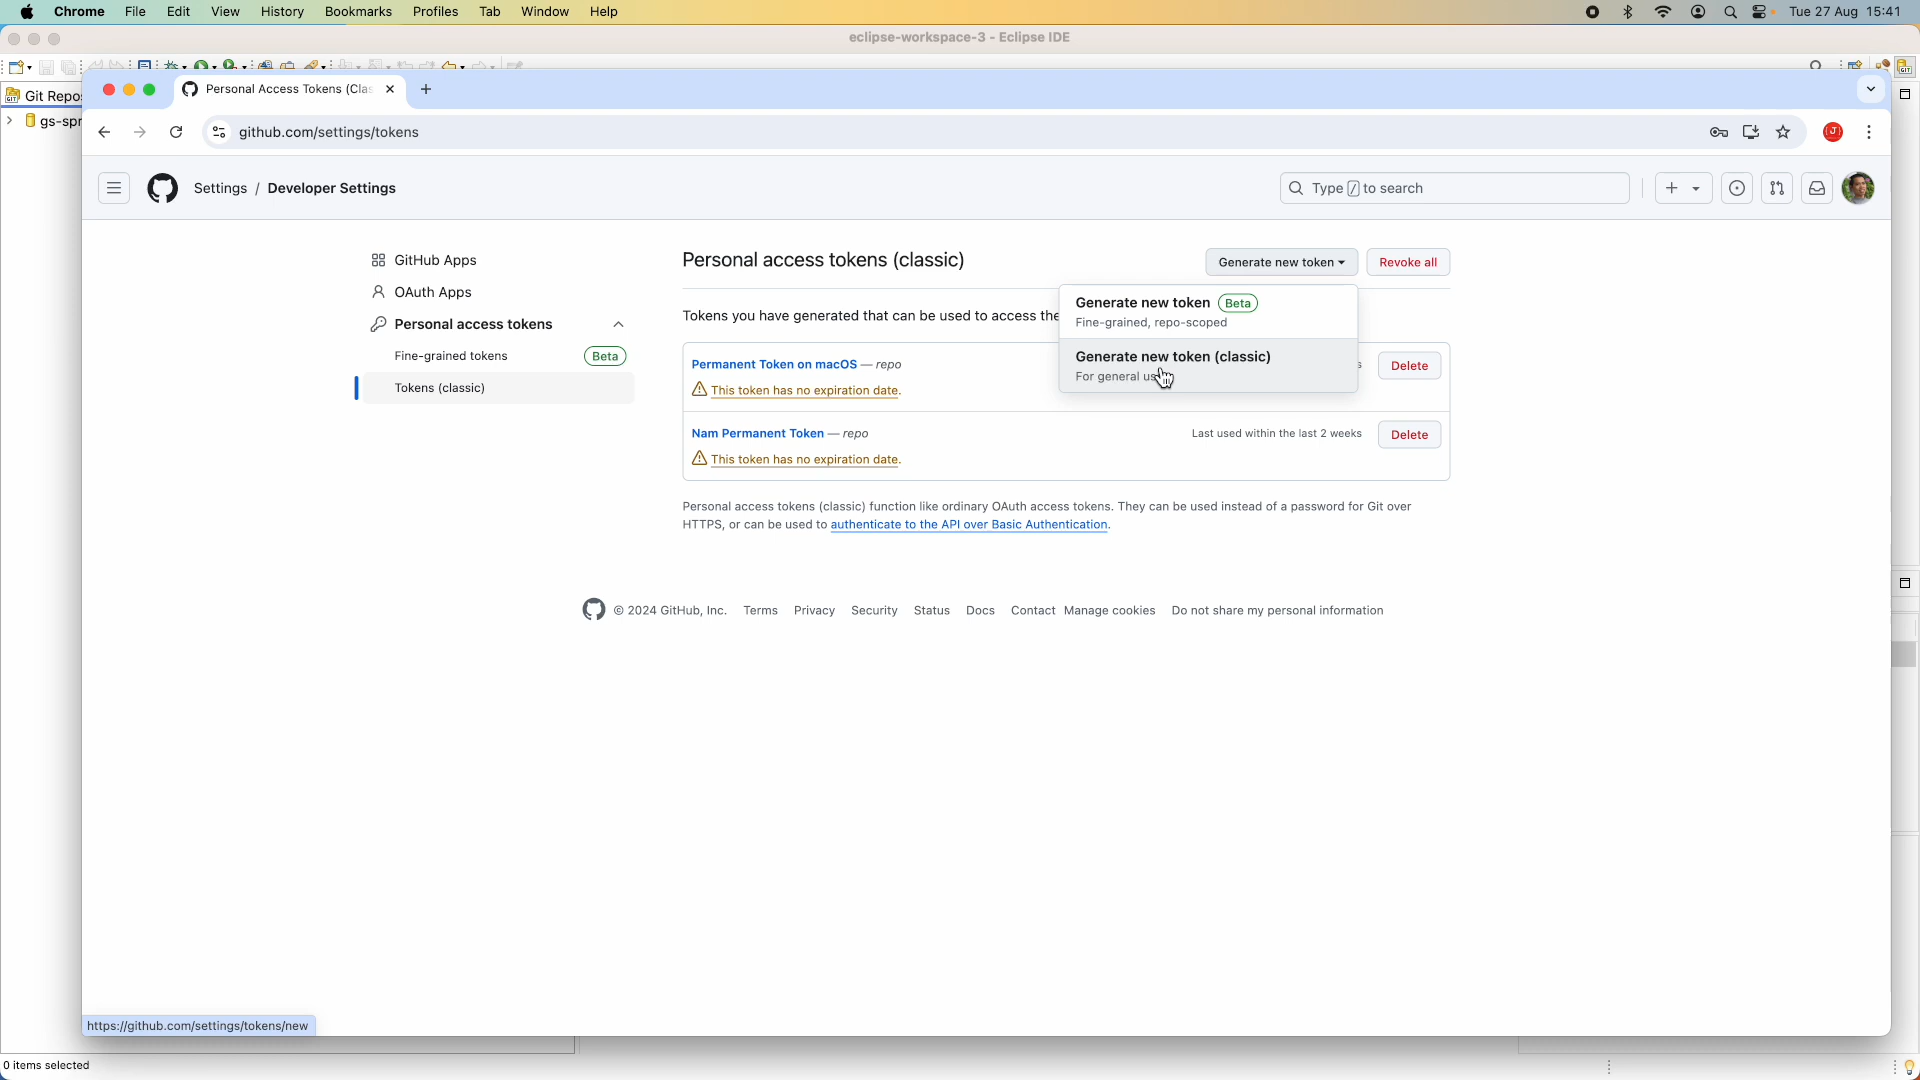 Chrome File Edit View History Bookmarks Profiles Tab Window Help Tue 27 Aug 15:41
eclipse-workspace-3 - Eclipse IDE
Git Repos
gs-spr
Personal Access Tokens (Clas
github.com/settings/tokens
Settings / Developer Settings
Type / to search
GitHub Apps
OAuth Apps
Personal access tokens
Fine-grained tokens Beta
Tokens (classic)
Personal access tokens (classic)
Generate new token
Revoke all
Generate new token Beta
Fine-grained, repo-scoped
Generate new token (classic)
For general us
Tokens you have generated that can be used to access the
Permanent Token on macOS — repo
Delete
This token has no expiration date.
Nam Permanent Token — repo
Last used within the last 2 weeks
Delete
This token has no expiration date.
Personal access tokens (classic) function like ordinary OAuth access tokens. They can be used instead of a password for Git over
HTTPS, or can be used to authenticate to the API over Basic Authentication.
© 2024 GitHub, Inc. Terms Privacy Security Status Docs Contact Manage cookies Do not share my personal information
https://github.com/settings/tokens/new
0 items selected